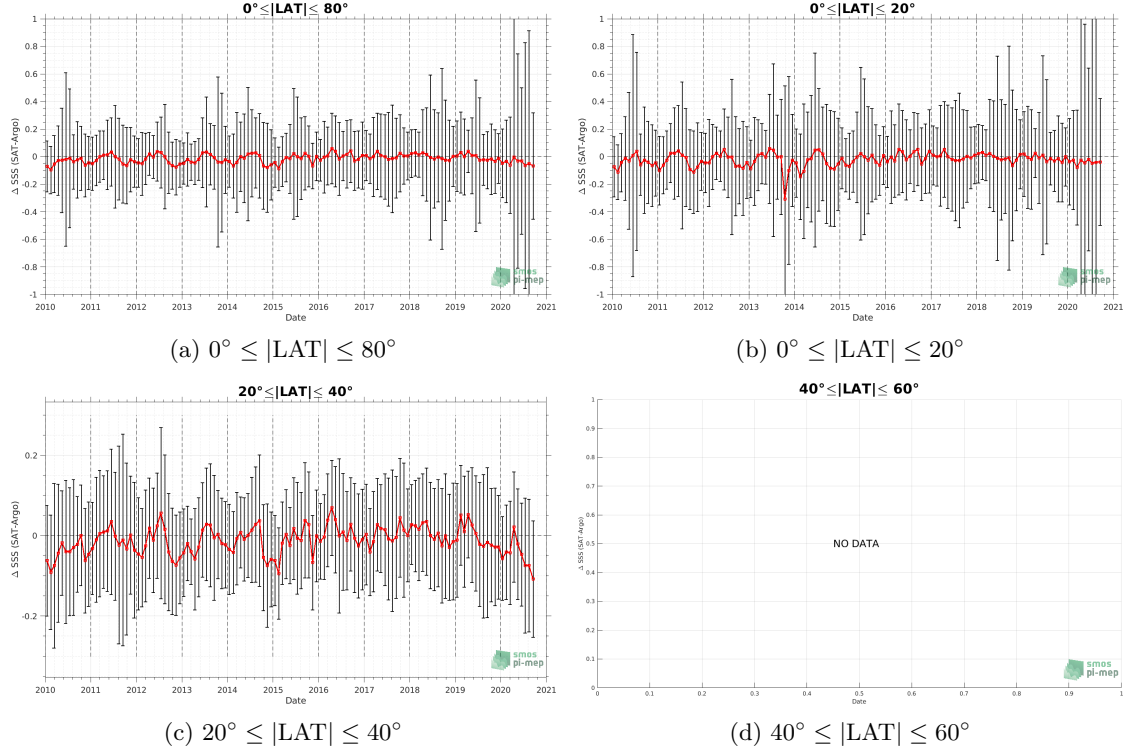 0°≤|LAT|≤ 80°
Δ SSS (SAT-Argo)
1
0.8
0.6
0.4
0.2
0
-0.2
-0.4
-0.6
-0.8
-1
2010 2011 2012 2013 2014 2015 2016 2017 2018 2019 2020 2021
Date
smos
pi-mep
(a) 0° ≤ |LAT| ≤ 80°
0°≤|LAT|≤ 20°
Δ SSS (SAT-Argo)
1
0.8
0.6
0.4
0.2
0
-0.2
-0.4
-0.6
-0.8
-1
2010 2011 2012 2013 2014 2015 2016 2017 2018 2019 2020 2021
Date
smos
pi-mep
(b) 0° ≤ |LAT| ≤ 20°
20°≤|LAT|≤ 40°
Δ SSS (SAT-Argo)
0.2
0
-0.2
2010 2011 2012 2013 2014 2015 2016 2017 2018 2019 2020 2021
Date
smos
pi-mep
(c) 20° ≤ |LAT| ≤ 40°
40°≤|LAT|≤ 60°
Δ SSS (SAT-Argo)
1
0.9
0.8
0.7
0.6
0.5
0.4
0.3
0.2
0.1
0
NO DATA
0 0.1 0.2 0.3 0.4 0.5 0.6 0.7 0.8 0.9 1
Date
smos
pi-mep
(d) 40° ≤ |LAT| ≤ 60°